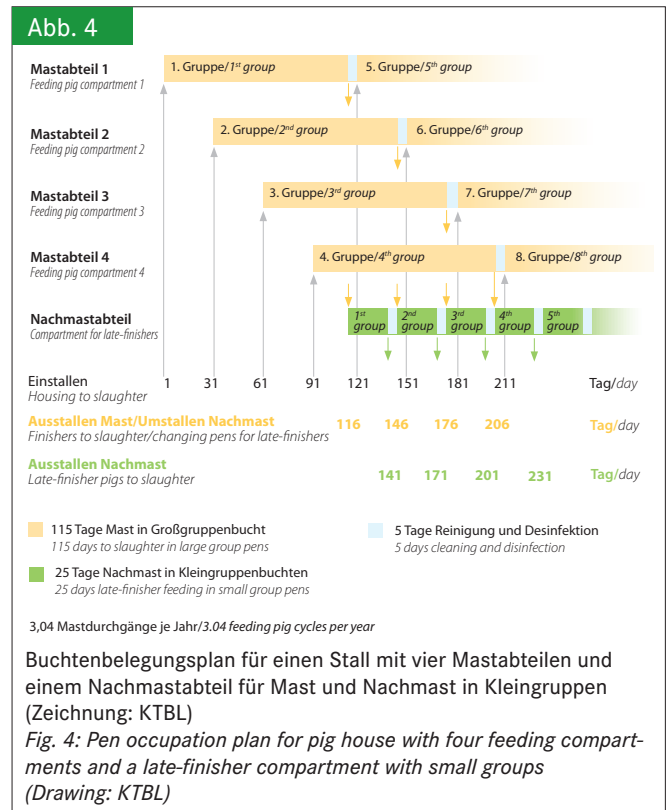 Abb. 4
Mastabteil 1
Feeding pig compartment 1
1. Gruppe/1st group
5. Gruppe/5th group
Mastabteil 2
Feeding pig compartment 2
2. Gruppe/2nd group
6. Gruppe/6th group
Mastabteil 3
Feeding pig compartment 3
3. Gruppe/3rd group
7. Gruppe/7th group
Mastabteil 4
Feeding pig compartment 4
4. Gruppe/4th group
8. Gruppe/8th group
Nachmastabteil
Compartment for late-finishers
1st group
2nd group
3rd group
4th group
5th group
Einstallen
Housing to slaughter
1 31 61 91 121 151 181 211 Tag/day
Ausstallen Mast/Umstallen Nachmast
Finishers to slaughter/changing pens for late-finishers
116 146 176 206 Tag/day
Ausstallen Nachmast
Late-finisher pigs to slaughter
141 171 201 231 Tag/day
115 Tage Mast in Großgruppenbucht
115 days to slaughter in large group pens
5 Tage Reinigung und Desinfektion
5 days cleaning and disinfection
25 Tage Nachmast in Kleingruppenbuchten
25 days late-finisher feeding in small group pens
3,04 Mastdurchgänge je Jahr/3.04 feeding pig cycles per year
Buchtenbelegungsplan für einen Stall mit vier Mastabteilen und
einem Nachmastabteil für Mast und Nachmast in Kleingruppen
(Zeichnung: KTBL)
Fig. 4: Pen occupation plan for pig house with four feeding compart-
ments and a late-finisher compartment with small groups
(Drawing: KTBL)